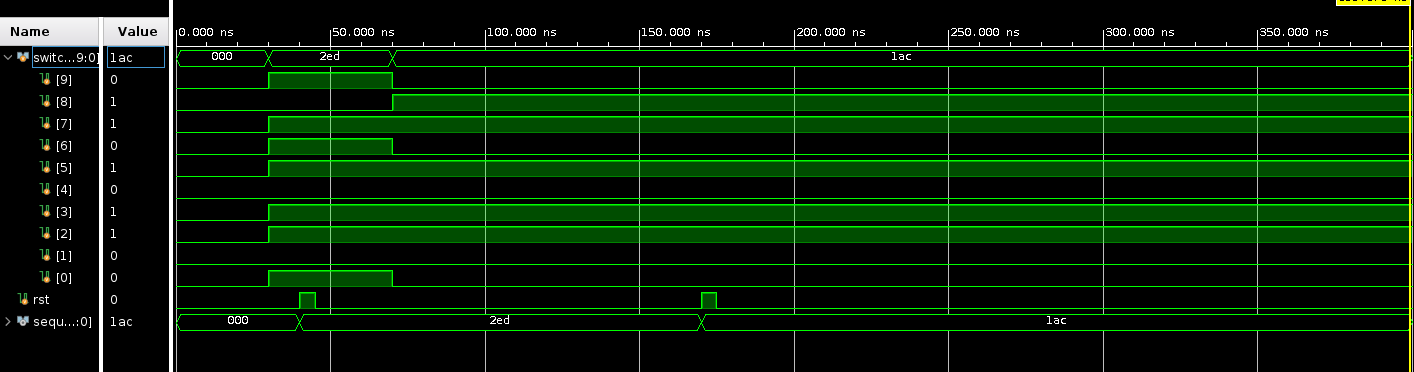 Name Value 0.000 ns 50.000 ns 100.000 ns 150.000 ns 200.000 ns 250.000 ns 300.000 ns 350.000 ns
switc...9:0] 1ac 000 2ed 1ac
[9] 0
[8] 1
[7] 1
[6] 0
[5] 1
[4] 0
[3] 1
[2] 1
[1] 0
[0] 0
rst 0
sequ...:0] 1ac 000 2ed 1ac